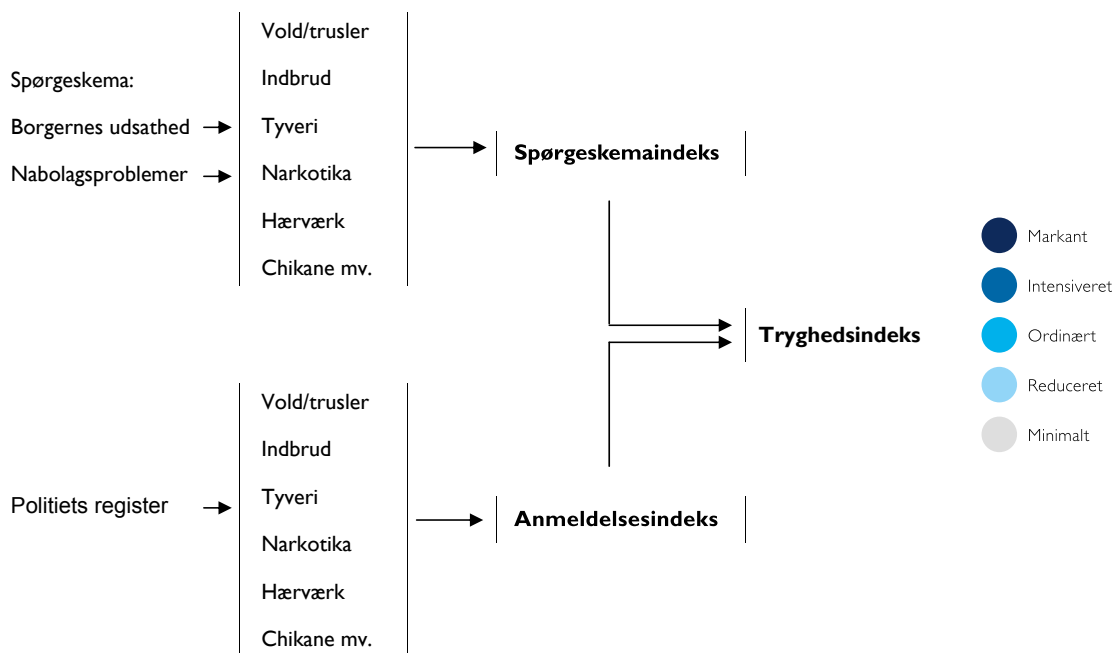 Spørgeskema:
Borgernes udsathed
Nabolagsproblemer
Vold/trusler
Indbrud
Tyveri
Narkotika
Hærværk
Chikane mv.
Spørgeskemaindeks
Politiets register
Vold/trusler
Indbrud
Tyveri
Narkotika
Hærværk
Chikane mv.
Anmeldelsesindeks
Tryghedsindeks
Markant
Intensiveret
Ordinært
Reduceret
Minimalt